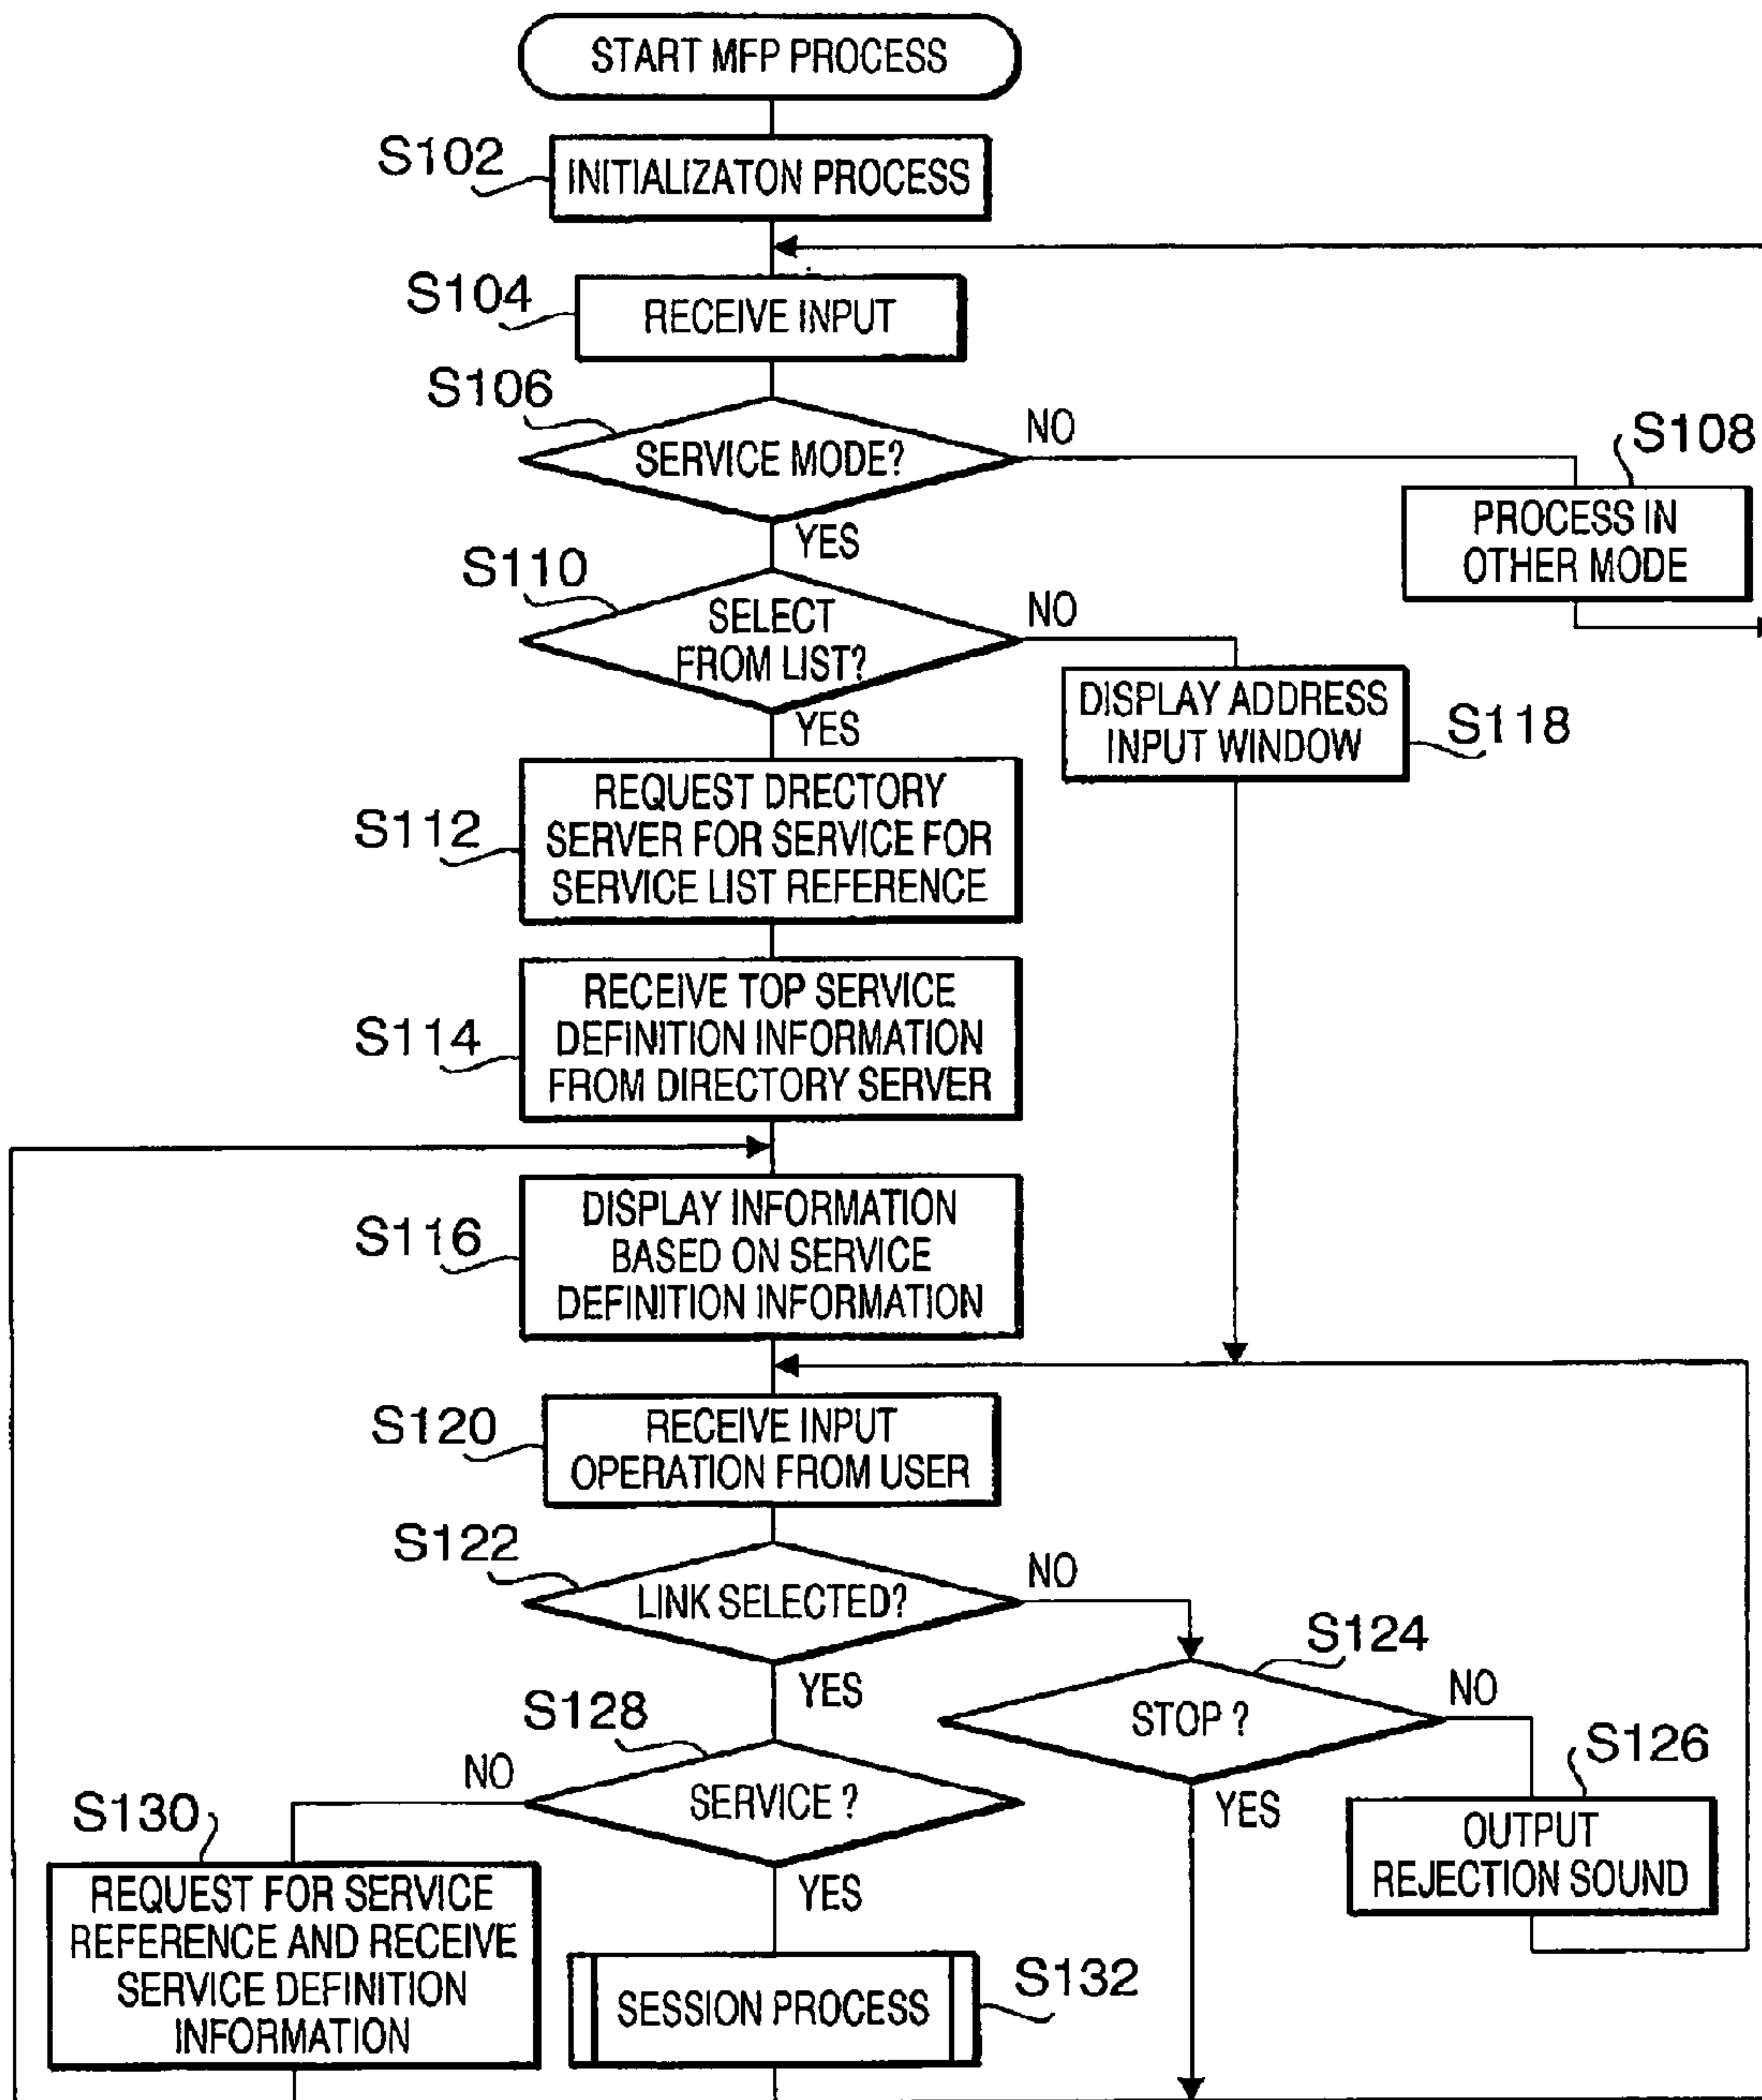 START MFP PROCESS
S102
INITIALIZATON PROCESS
S104
RECEIVE INPUT
S106
SERVICE MODE?
NO
S108
PROCESS IN
OTHER MODE
YES
S110
SELECT
FROM LIST?
NO
DISPLAY ADDRESS
INPUT WINDOW
S118
YES
S112
REQUEST DRECTORY
SERVER FOR SERVICE FOR
SERVICE LIST REFERENCE
S114
RECEIVE TOP SERVICE
DEFINITION INFORMATION
FROM DIRECTORY SERVER
S116
DISPLAY INFORMATION
BASED ON SERVICE
DEFINITION INFORMATION
S120
RECEIVE INPUT
OPERATION FROM USER
S122
LINK SELECTED?
NO
S124
STOP ?
NO
S126
OUTPUT
REJECTION SOUND
YES
YES
S128
SERVICE ?
NO
S130
REQUEST FOR SERVICE
REFERENCE AND RECEIVE
SERVICE DEFINITION
INFORMATION
YES
SESSION PROCESS
S132